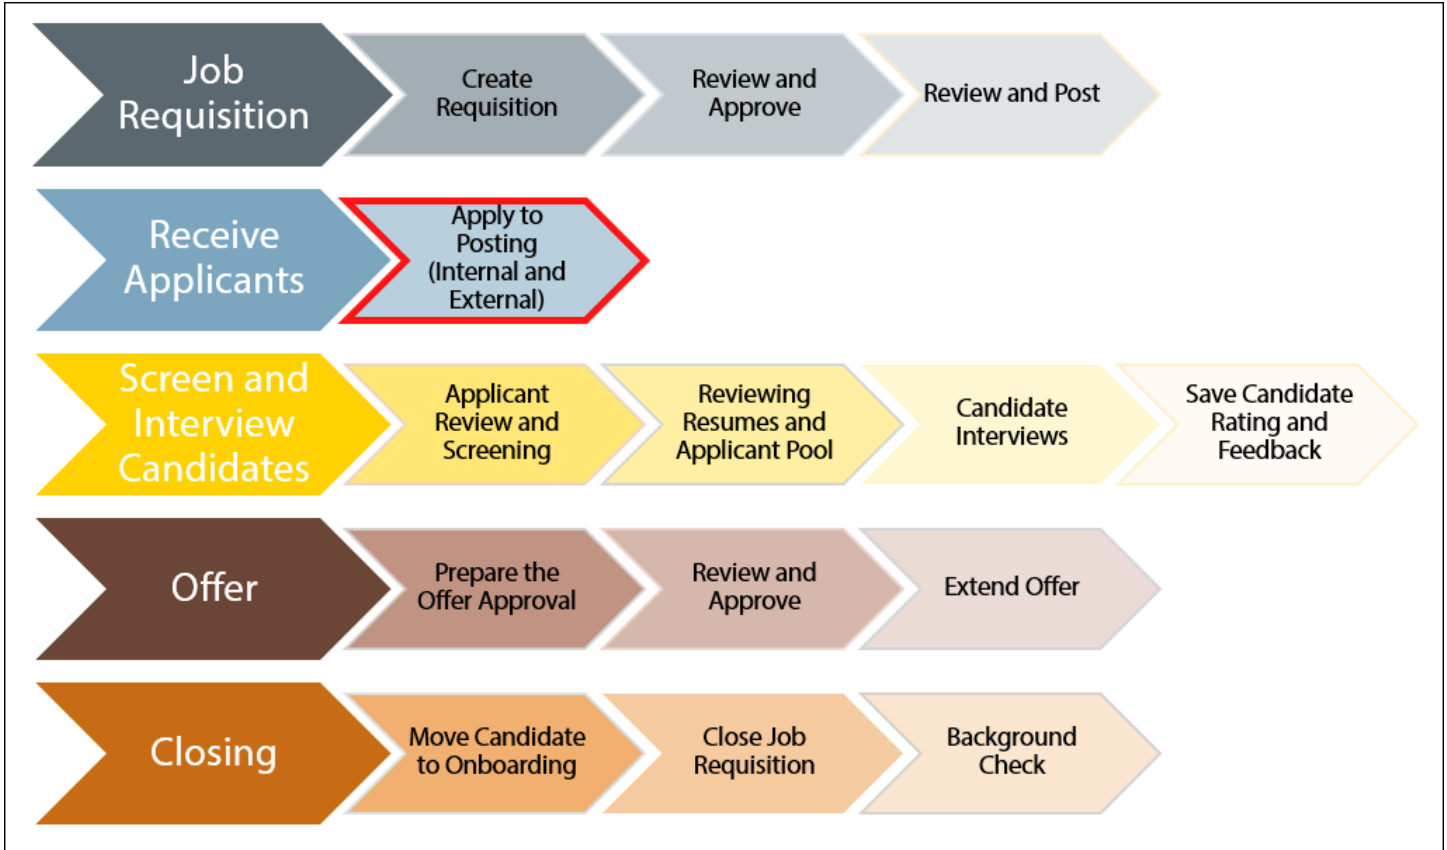 Job
Requisition
Create
Requisition
Review and
Approve
Review and Post
Receive
Applicants
Apply to
Posting
(Internal and
External)
Screen and
Interview
Candidates
Applicant
Review and
Screening
Reviewing
Resumes and
Applicant Pool
Candidate
Interviews
Save Candidate
Rating and
Feedback
Offer
Prepare the
Offer Approval
Review and
Approve
Extend Offer
Closing
Move Candidate
to Onboarding
Close Job
Requisition
Background
Check